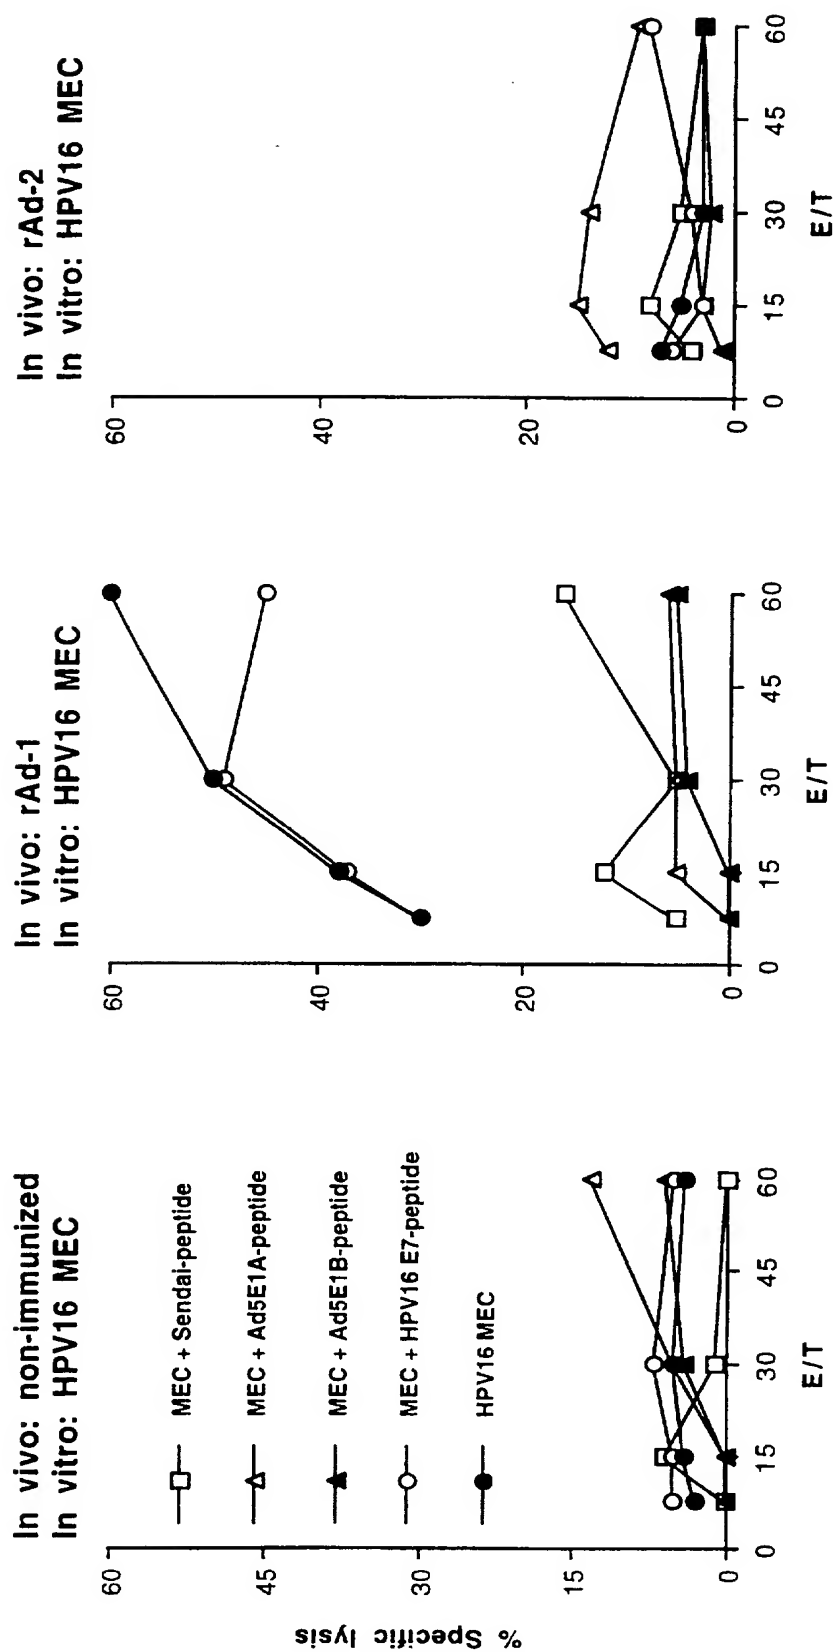 In vivo: non-immunized
In vitro: HPV16 MEC
% Specific lysis
60
45
30
15
0
MEC + Sendai-peptide
MEC + Ad5E1A-peptide
MEC + Ad5E1B-peptide
MEC + HPV16 E7-peptide
HPV16 MEC
0
15
30
45
60
E/T
In vivo: rAd-1
In vitro: HPV16 MEC
60
40
20
0
0
15
30
45
60
E/T
In vivo: rAd-2
In vitro: HPV16 MEC
60
40
20
0
0
15
30
45
60
E/T